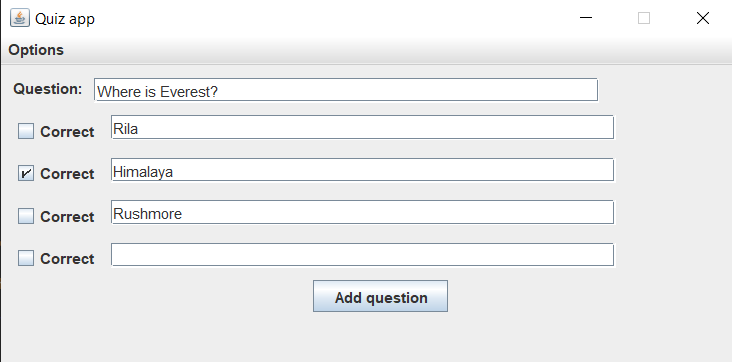 Quiz app
Options
Question: Where is Everest?
Correct Rila
Correct Himalaya
Correct Rushmore
Correct
Add question